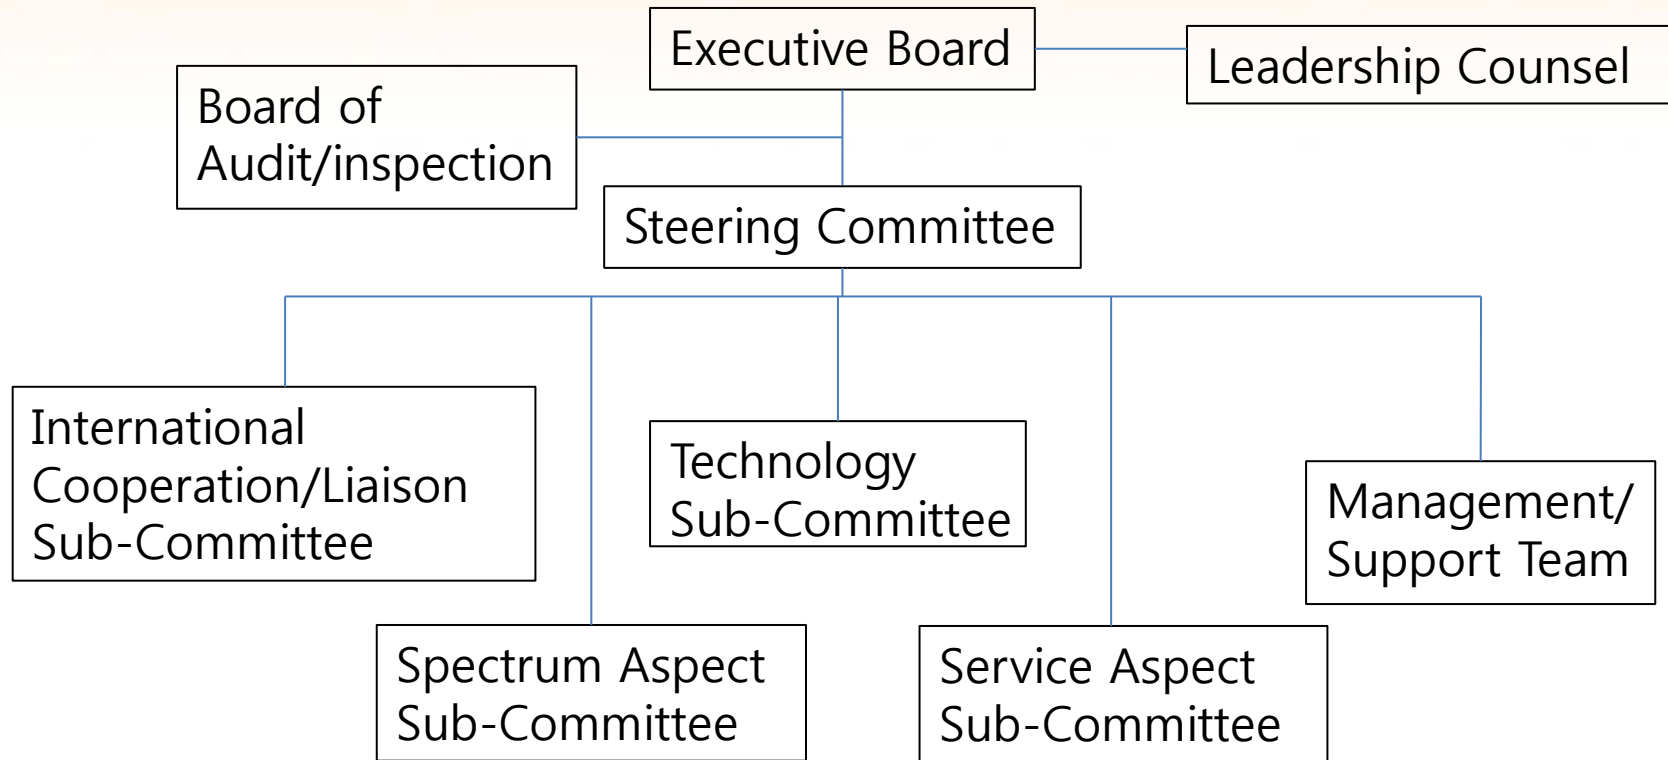 Executive Board
Leadership Counsel
Board of
Audit/inspection
Steering Committee
International
Cooperation/Liaison
Sub-Committee
Technology
Sub-Committee
Management/
Support Team
Spectrum Aspect
Sub-Committee
Service Aspect
Sub-Committee